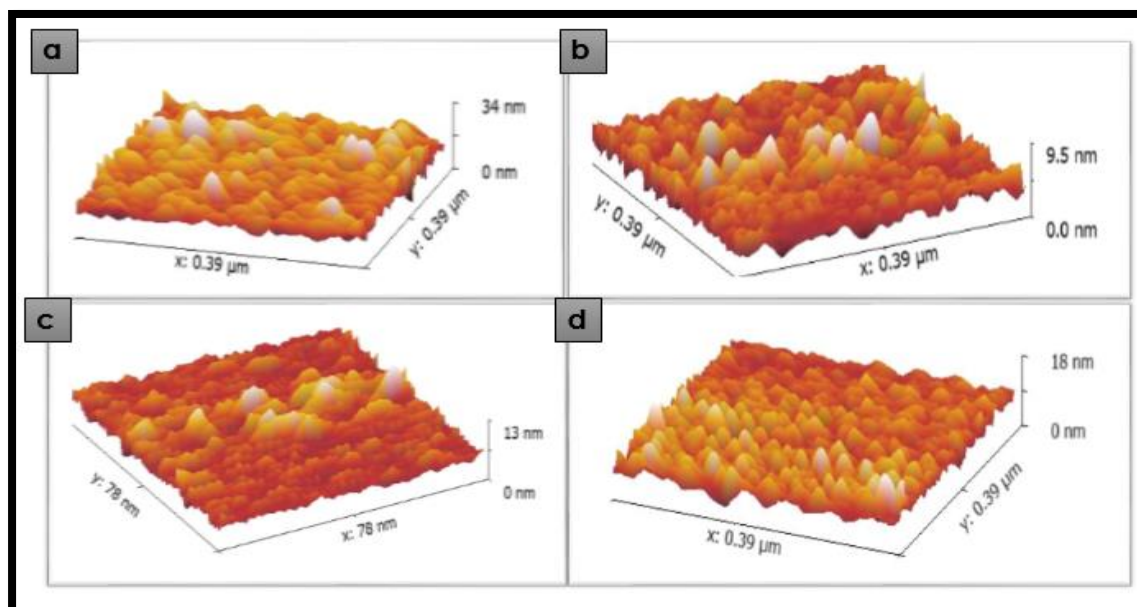 a
34 nm
0 nm
y: 0.39 µm
x: 0.39 µm
b
9.5 nm
0.0 nm
y: 0.39 µm
x: 0.39 µm
c
13 nm
0 nm
y: 78 nm
x: 78 nm
d
18 nm
0 nm
y: 0.39 µm
x: 0.39 µm